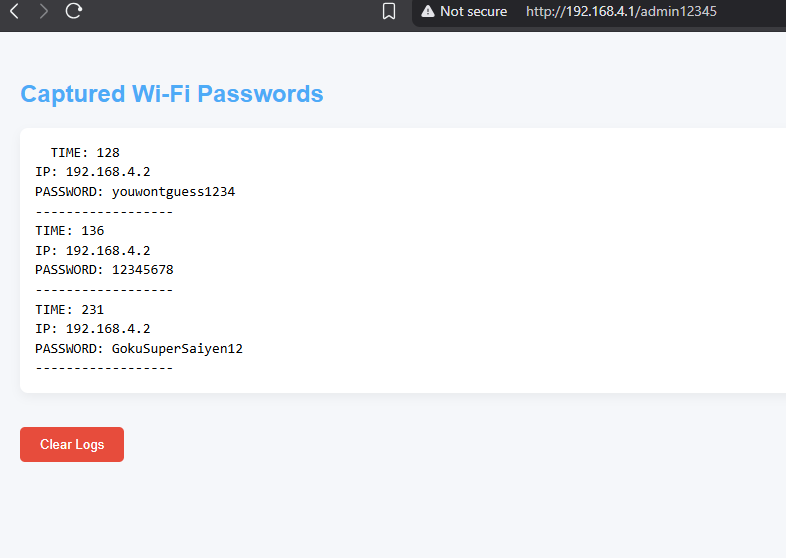 Not secure http://192.168.4.1/admin12345
Captured Wi-Fi Passwords
TIME: 128
IP: 192.168.4.2
PASSWORD: youwontguess1234
------------------
TIME: 136
IP: 192.168.4.2
PASSWORD: 12345678
------------------
TIME: 231
IP: 192.168.4.2
PASSWORD: GokuSuperSaiyen12
------------------
Clear Logs